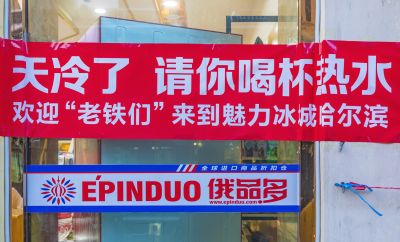 天冷了 请你喝杯热水
欢迎“老铁们”来到魅力冰城哈尔滨
全球进口商品折扣仓
ÉPINDUO 俄品多
www.epinduo.com